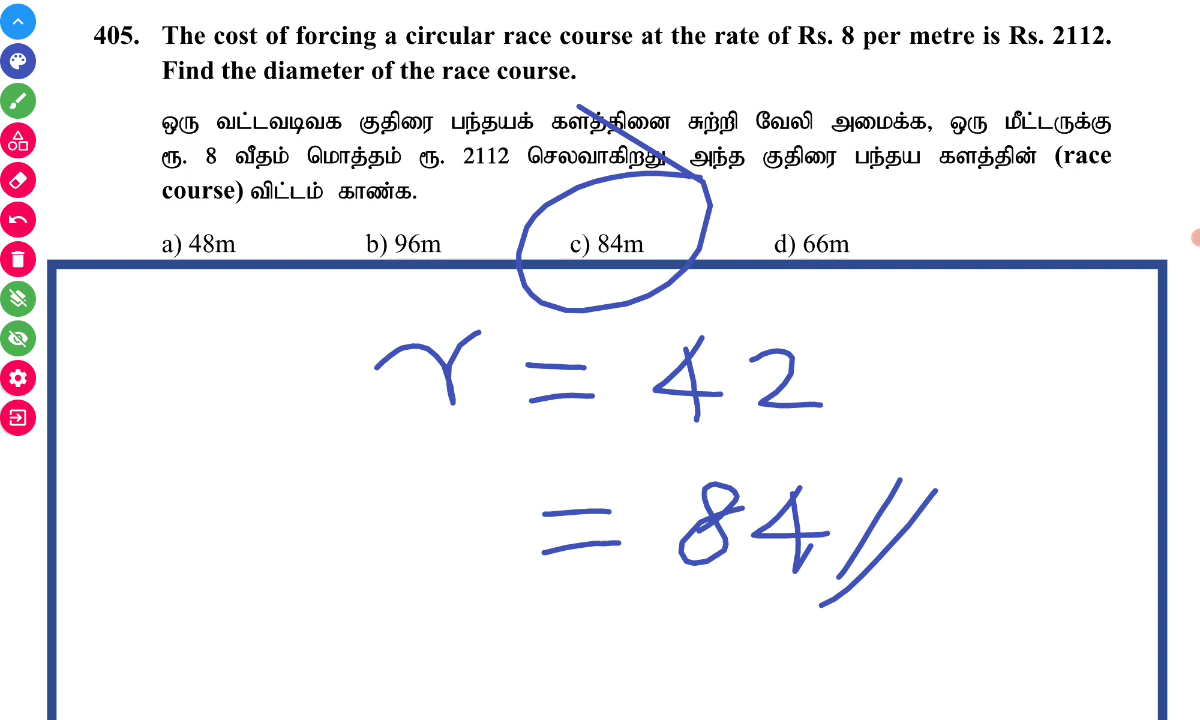 405. The cost of forcing a circular race course at the rate of Rs. 8 per metre is Rs. 2112.
Find the diameter of the race course.
ஒரு வட்டவடிவக குதிரை பந்தயக் களத்தினை சுற்றி வேலி அமைக்க, ஒரு மீட்டருக்கு
ரூ. 8 வீதம் மொத்தம் ரூ. 2112 செலவாகிறது அந்த குதிரை பந்தய களத்தின் (race
course) விட்டம் காண்க.
a) 48m b) 96m c) 84m d) 66m
r = 42
= 84//